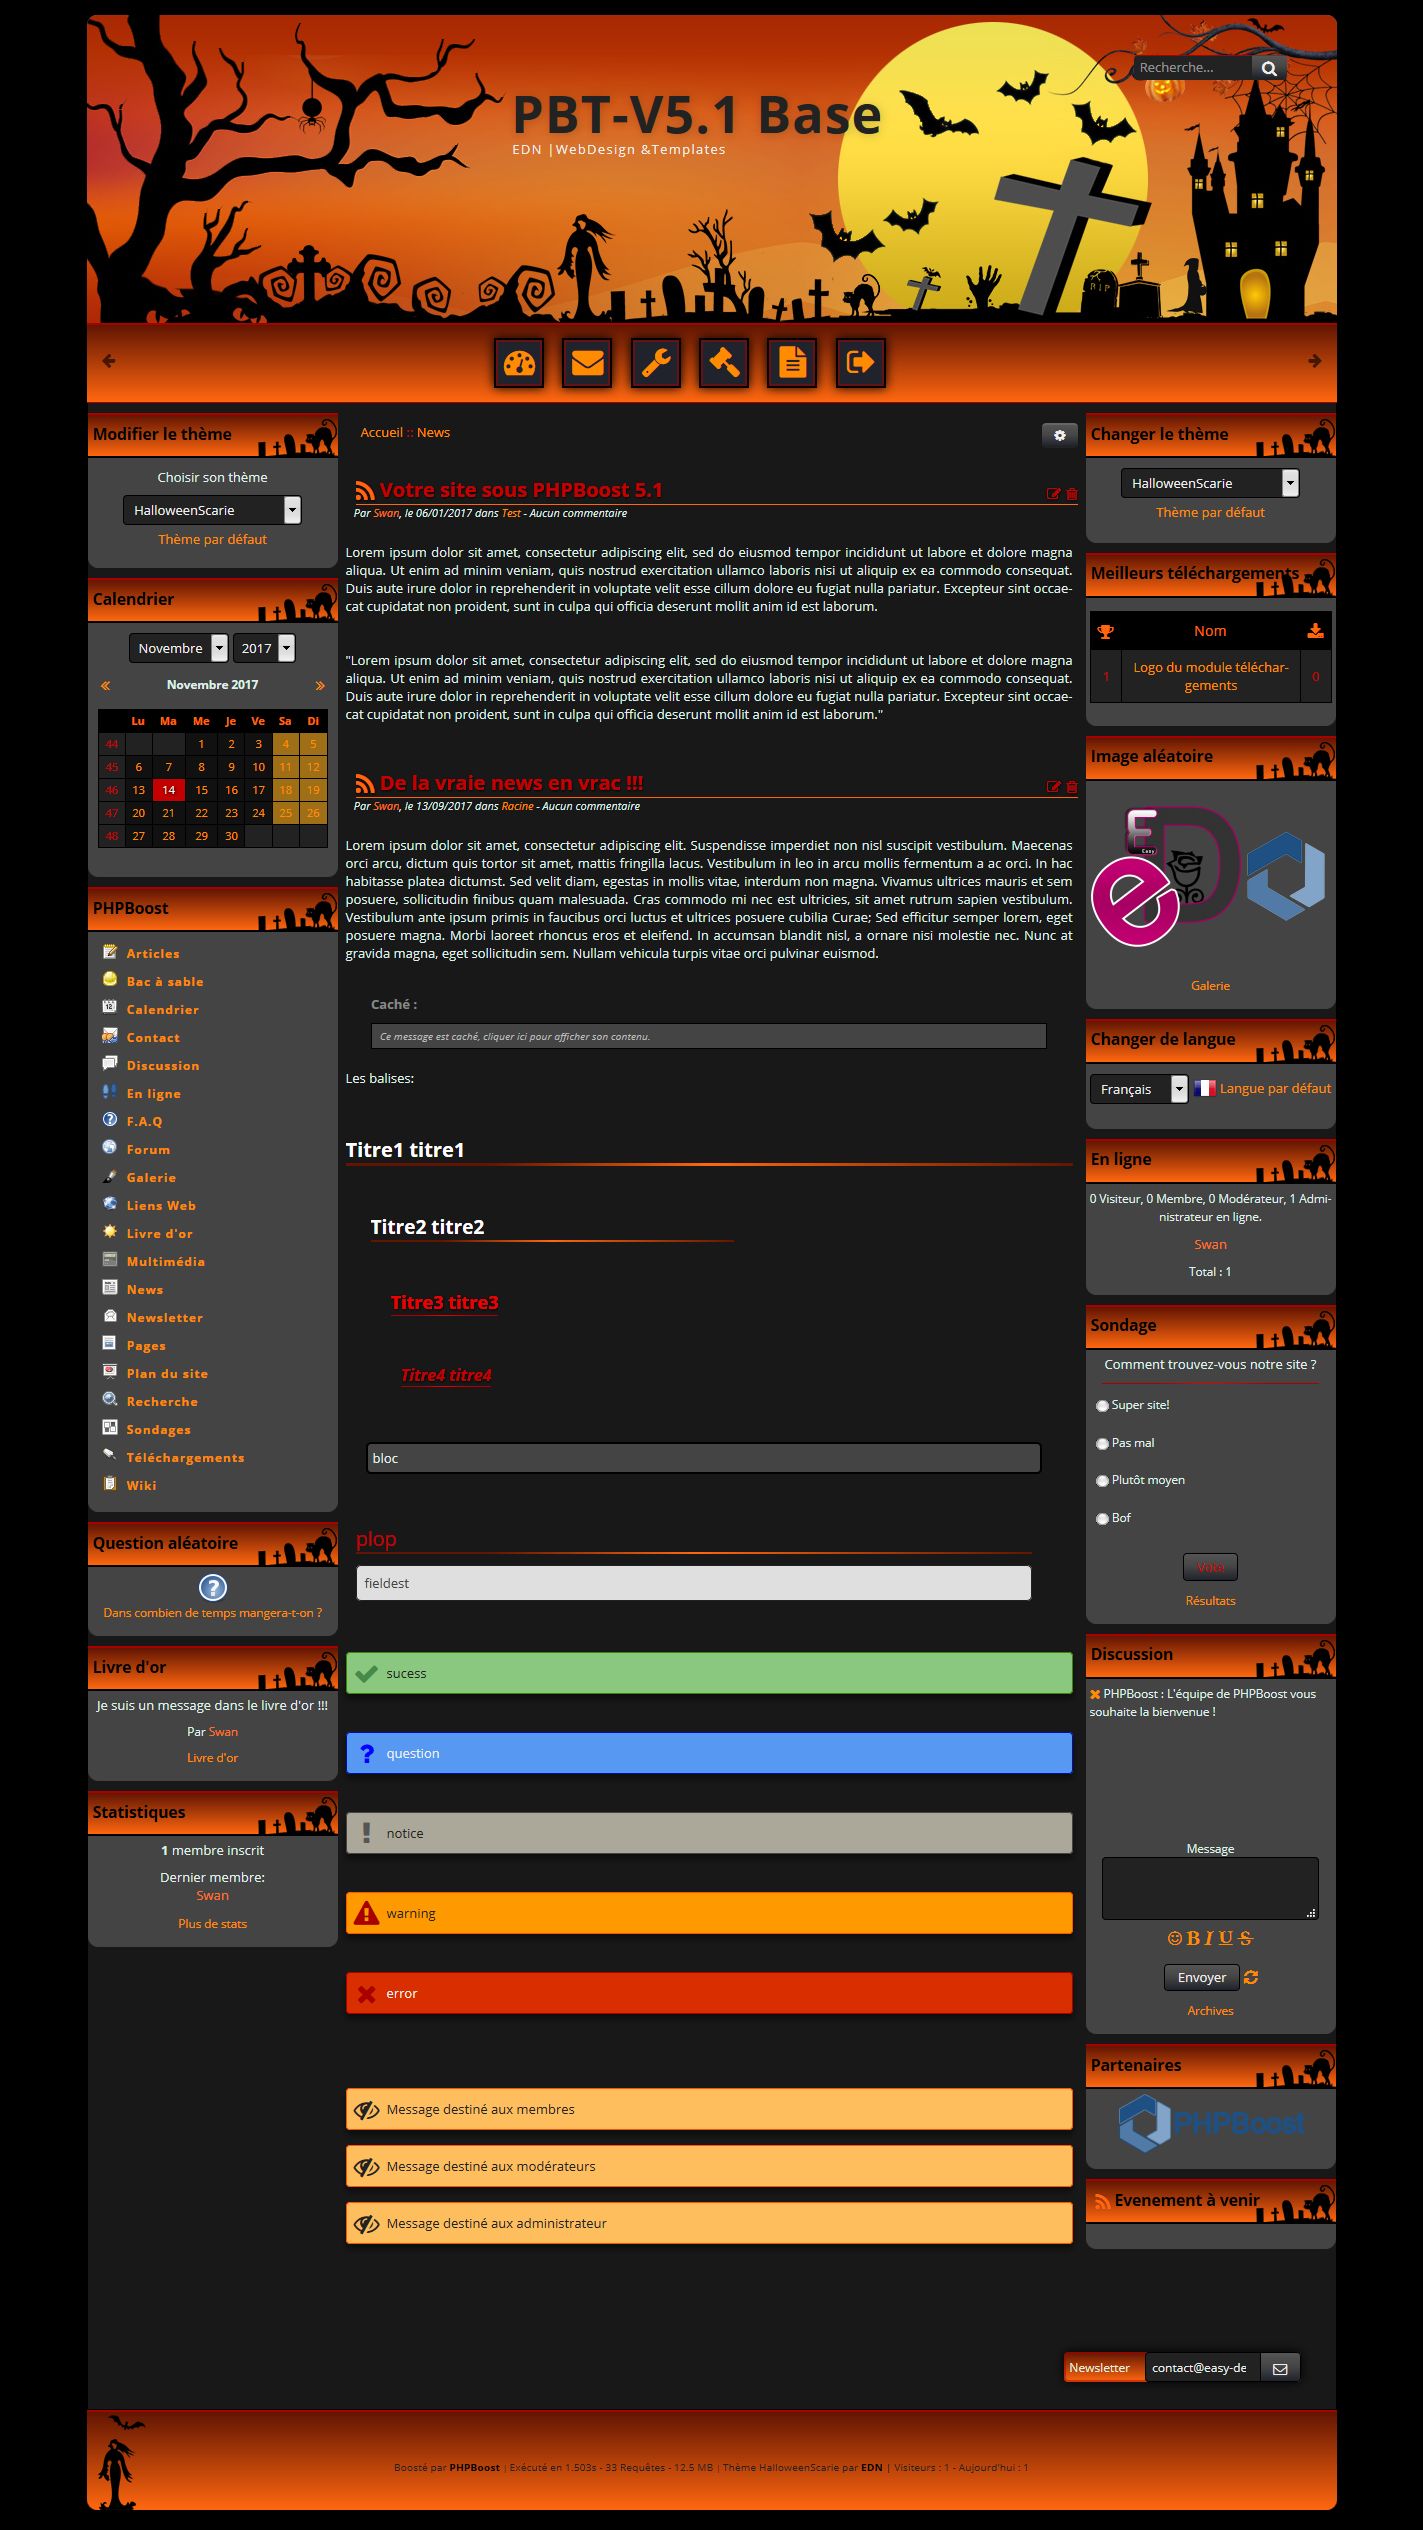 Recherche...
PBT-V5.1 Base
EDN |WebDesign &Templates
RIP
Modifier le thème
Choisir son thème
HalloweenScarie
Thème par défaut
Calendrier
Novembre 2017
Novembre 2017
Lu Ma Me Je Ve Sa Di
44 1 2 3 4 5
45 6 7 8 9 10 11 12
46 13 14 15 16 17 18 19
47 20 21 22 23 24 25 26
48 27 28 29 30
PHPBoost
Articles
Bac à sable
Calendrier
Contact
Discussion
En ligne
F.A.Q
Forum
Galerie
Liens Web
Livre d'or
Multimédia
News
Newsletter
Pages
Plan du site
Recherche
Sondages
Téléchargements
Wiki
Question aléatoire
Dans combien de temps mangera-t-on ?
Livre d'or
Je suis un message dans le livre d'or !!!
Par Swan
Livre d'or
Statistiques
1 membre inscrit
Dernier membre:
Swan
Plus de stats
Accueil :: News
Votre site sous PHPBoost 5.1
Par Swan, le 06/01/2017 dans Test - Aucun commentaire
Lorem ipsum dolor sit amet, consectetur adipiscing elit, sed do eiusmod tempor incididunt ut labore et dolore magna
aliqua. Ut enim ad minim veniam, quis nostrud exercitation ullamco laboris nisi ut aliquip ex ea commodo consequat.
Duis aute irure dolor in reprehenderit in voluptate velit esse cillum dolore eu fugiat nulla pariatur. Excepteur sint occae-
cat cupidatat non proident, sunt in culpa qui officia deserunt mollit anim id est laborum.
"Lorem ipsum dolor sit amet, consectetur adipiscing elit, sed do eiusmod tempor incididunt ut labore et dolore magna
aliqua. Ut enim ad minim veniam, quis nostrud exercitation ullamco laboris nisi ut aliquip ex ea commodo consequat.
Duis aute irure dolor in reprehenderit in voluptate velit esse cillum dolore eu fugiat nulla pariatur. Excepteur sint occae-
cat cupidatat non proident, sunt in culpa qui officia deserunt mollit anim id est laborum."
De la vraie news en vrac !!!
Par Swan, le 13/09/2017 dans Racine - Aucun commentaire
Lorem ipsum dolor sit amet, consectetur adipiscing elit. Suspendisse imperdiet non nisl suscipit vestibulum. Maecenas
orci arcu, dictum quis tortor sit amet, mattis fringilla lacus. Vestibulum in leo in arcu mollis fermentum a ac orci. In hac
habitasse platea dictumst. Sed velit diam, egestas in mollis vitae, interdum non magna. Vivamus ultrices mauris et sem
posuere, sollicitudin finibus quam malesuada. Cras commodo mi nec est ultricies, sit amet rutrum sapien vestibulum.
Vestibulum ante ipsum primis in faucibus orci luctus et ultrices posuere cubilia Curae; Sed efficitur semper lorem, eget
posuere magna. Morbi laoreet rhoncus eros et eleifend. In accumsan blandit nisl, a ornare nisi molestie nec. Nunc at
gravida magna, eget sollicitudin sem. Nullam vehicula turpis vitae orci pulvinar euismod.
Caché :
Ce message est caché, cliquer ici pour afficher son contenu.
Les balises:
Titre1 titre1
Titre2 titre2
Titre3 titre3
Titre4 titre4
bloc
plop
fieldest
sucess
question
notice
warning
error
Message destiné aux membres
Message destiné aux modérateurs
Message destiné aux administrateur
Changer le thème
HalloweenScarie
Thème par défaut
Meilleurs téléchargements
Nom
1 Logo du module téléchar- 0
gements
Image aléatoire
E
Easy
D
e
Galerie
Changer de langue
Français Langue par défaut
En ligne
0 Visiteur, 0 Membre, 0 Modérateur, 1 Admi-
nistrateur en ligne.
Swan
Total : 1
Sondage
Comment trouvez-vous notre site ?
Super site!
Pas mal
Plutôt moyen
Bof
Voter
Résultats
Discussion
PHPBoost : L'équipe de PHPBoost vous
souhaite la bienvenue !
Message
B I U S
Envoyer
Archives
Partenaires
PHPBoost
Evenement à venir
Newsletter contact@easy-de
Boosté par PHPBoost | Exécuté en 1.503s - 33 Requêtes - 12.5 MB | Thème HalloweenScarie par EDN | Visiteurs : 1 - Aujourd'hui : 1